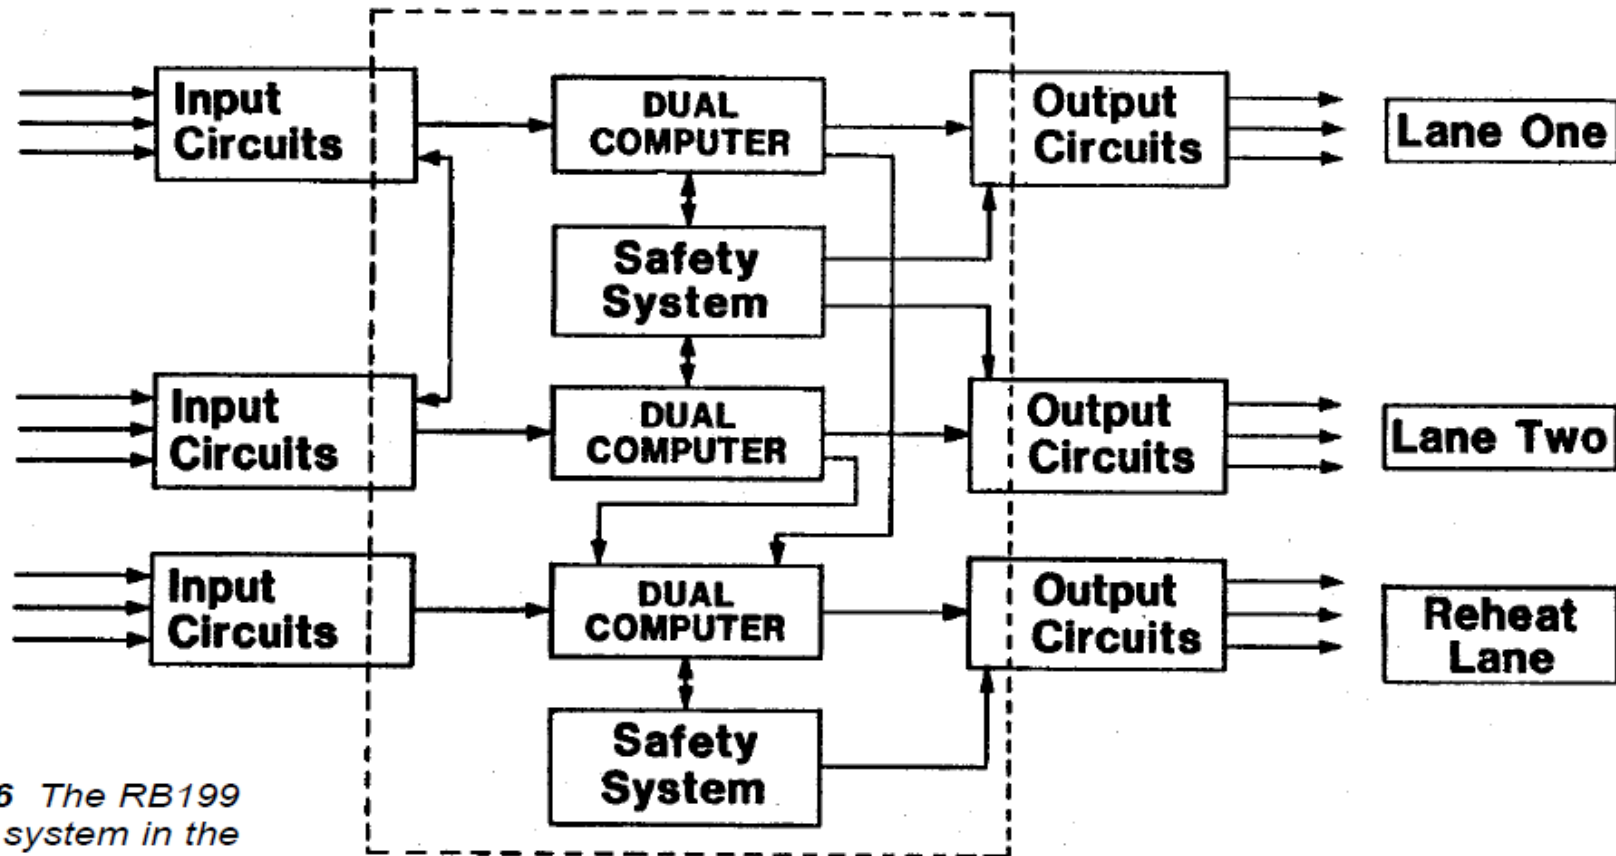 Input
Circuits
DUAL
COMPUTER
Output
Circuits
Lane One
Safety
System
Input
Circuits
DUAL
COMPUTER
Output
Circuits
Lane Two
Input
Circuits
DUAL
COMPUTER
Output
Circuits
Reheat
Lane
Safety
System
6 The RB199
system in the